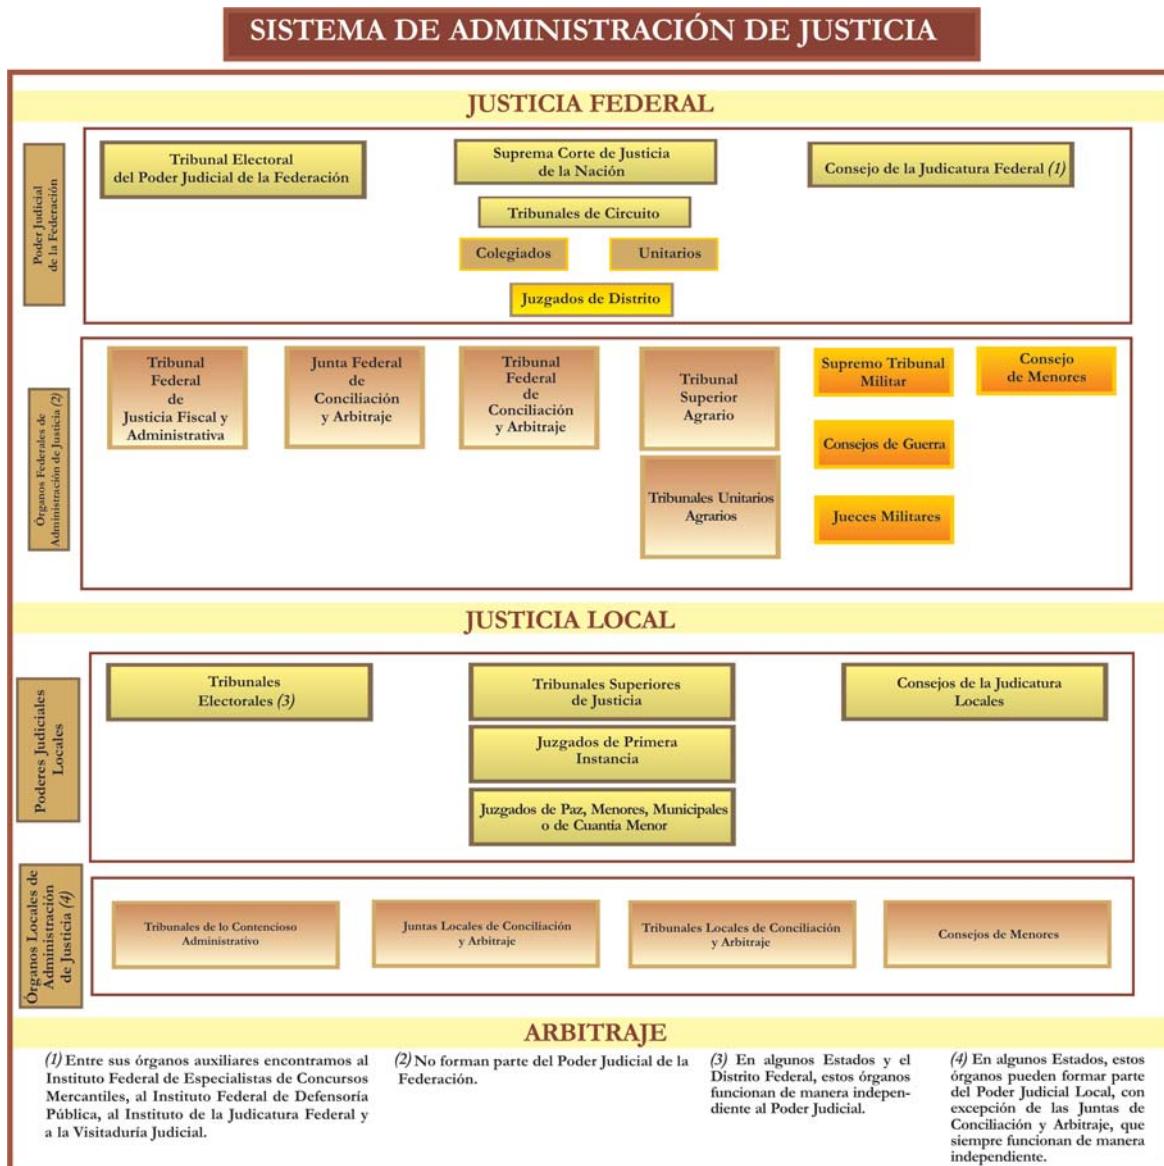 SISTEMA DE ADMINISTRACIÓN DE JUSTICIA
JUSTICIA FEDERAL
Poder Judicial
de la Federación
Tribunal Electoral
del Poder Judicial de la Federación
Suprema Corte de Justicia
de la Nación
Consejo de la Judicatura Federal (1)
Tribunales de Circuito
Colegiados
Unitarios
Juzgados de Distrito
Órganos Federales de
Administración de Justicia (2)
Tribunal
Federal
de
Justicia Fiscal y
Administrativa
Junta Federal
de
Conciliación
y Arbitraje
Tribunal
Federal
de
Conciliación
y Arbitraje
Tribunal
Superior
Agrario
Tribunales Unitarios
Agrarios
Supremo Tribunal
Militar
Consejos de Guerra
Jueces Militares
Consejo
de Menores
JUSTICIA LOCAL
Poderes Judiciales
Locales
Tribunales
Electorales (3)
Tribunales Superiores
de Justicia
Consejos de la Judicatura
Locales
Juzgados de Primera
Instancia
Juzgados de Paz, Menores, Municipales
o de Cuantía Menor
Órganos Locales de
Administración
de Justicia (4)
Tribunales de lo Contencioso
Administrativo
Juntas Locales de Conciliación
y Arbitraje
Tribunales Locales de Conciliación
y Arbitraje
Consejos de Menores
ARBITRAJE
(1) Entre sus órganos auxiliares encontramos al
Instituto Federal de Especialistas de Concursos
Mercantiles, al Instituto Federal de Defensoría
Pública, al Instituto de la Judicatura Federal y
a la Visitaduría Judicial.
(2) No forman parte del Poder Judicial de la
Federación.
(3) En algunos Estados y el
Distrito Federal, estos órganos
funcionan de manera indepen-
diente al Poder Judicial.
(4) En algunos Estados, estos
órganos pueden formar parte
del Poder Judicial Local, con
excepción de las Juntas de
Conciliación y Arbitraje, que
siempre funcionan de manera
independiente.